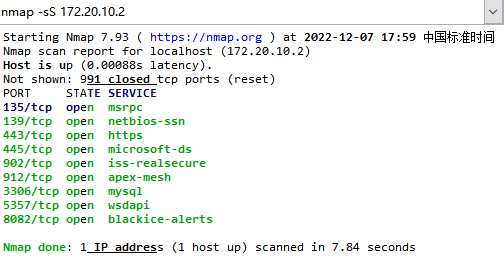 nmap -sS 172.20.10.2
Starting Nmap 7.93 ( https://nmap.org ) at 2022-12-07 17:59 中国标准时间
Nmap scan report for localhost (172.20.10.2)
Host is up (0.00088s latency).
Not shown: 991 closed tcp ports (reset)
PORT STATE SERVICE
135/tcp open msrpc
139/tcp open netbios-ssn
443/tcp open https
445/tcp open microsoft-ds
902/tcp open iss-realsecure
912/tcp open apex-mesh
3306/tcp open mysql
5357/tcp open wsdapi
8082/tcp open blackice-alerts
Nmap done: 1 IP address (1 host up) scanned in 7.84 seconds